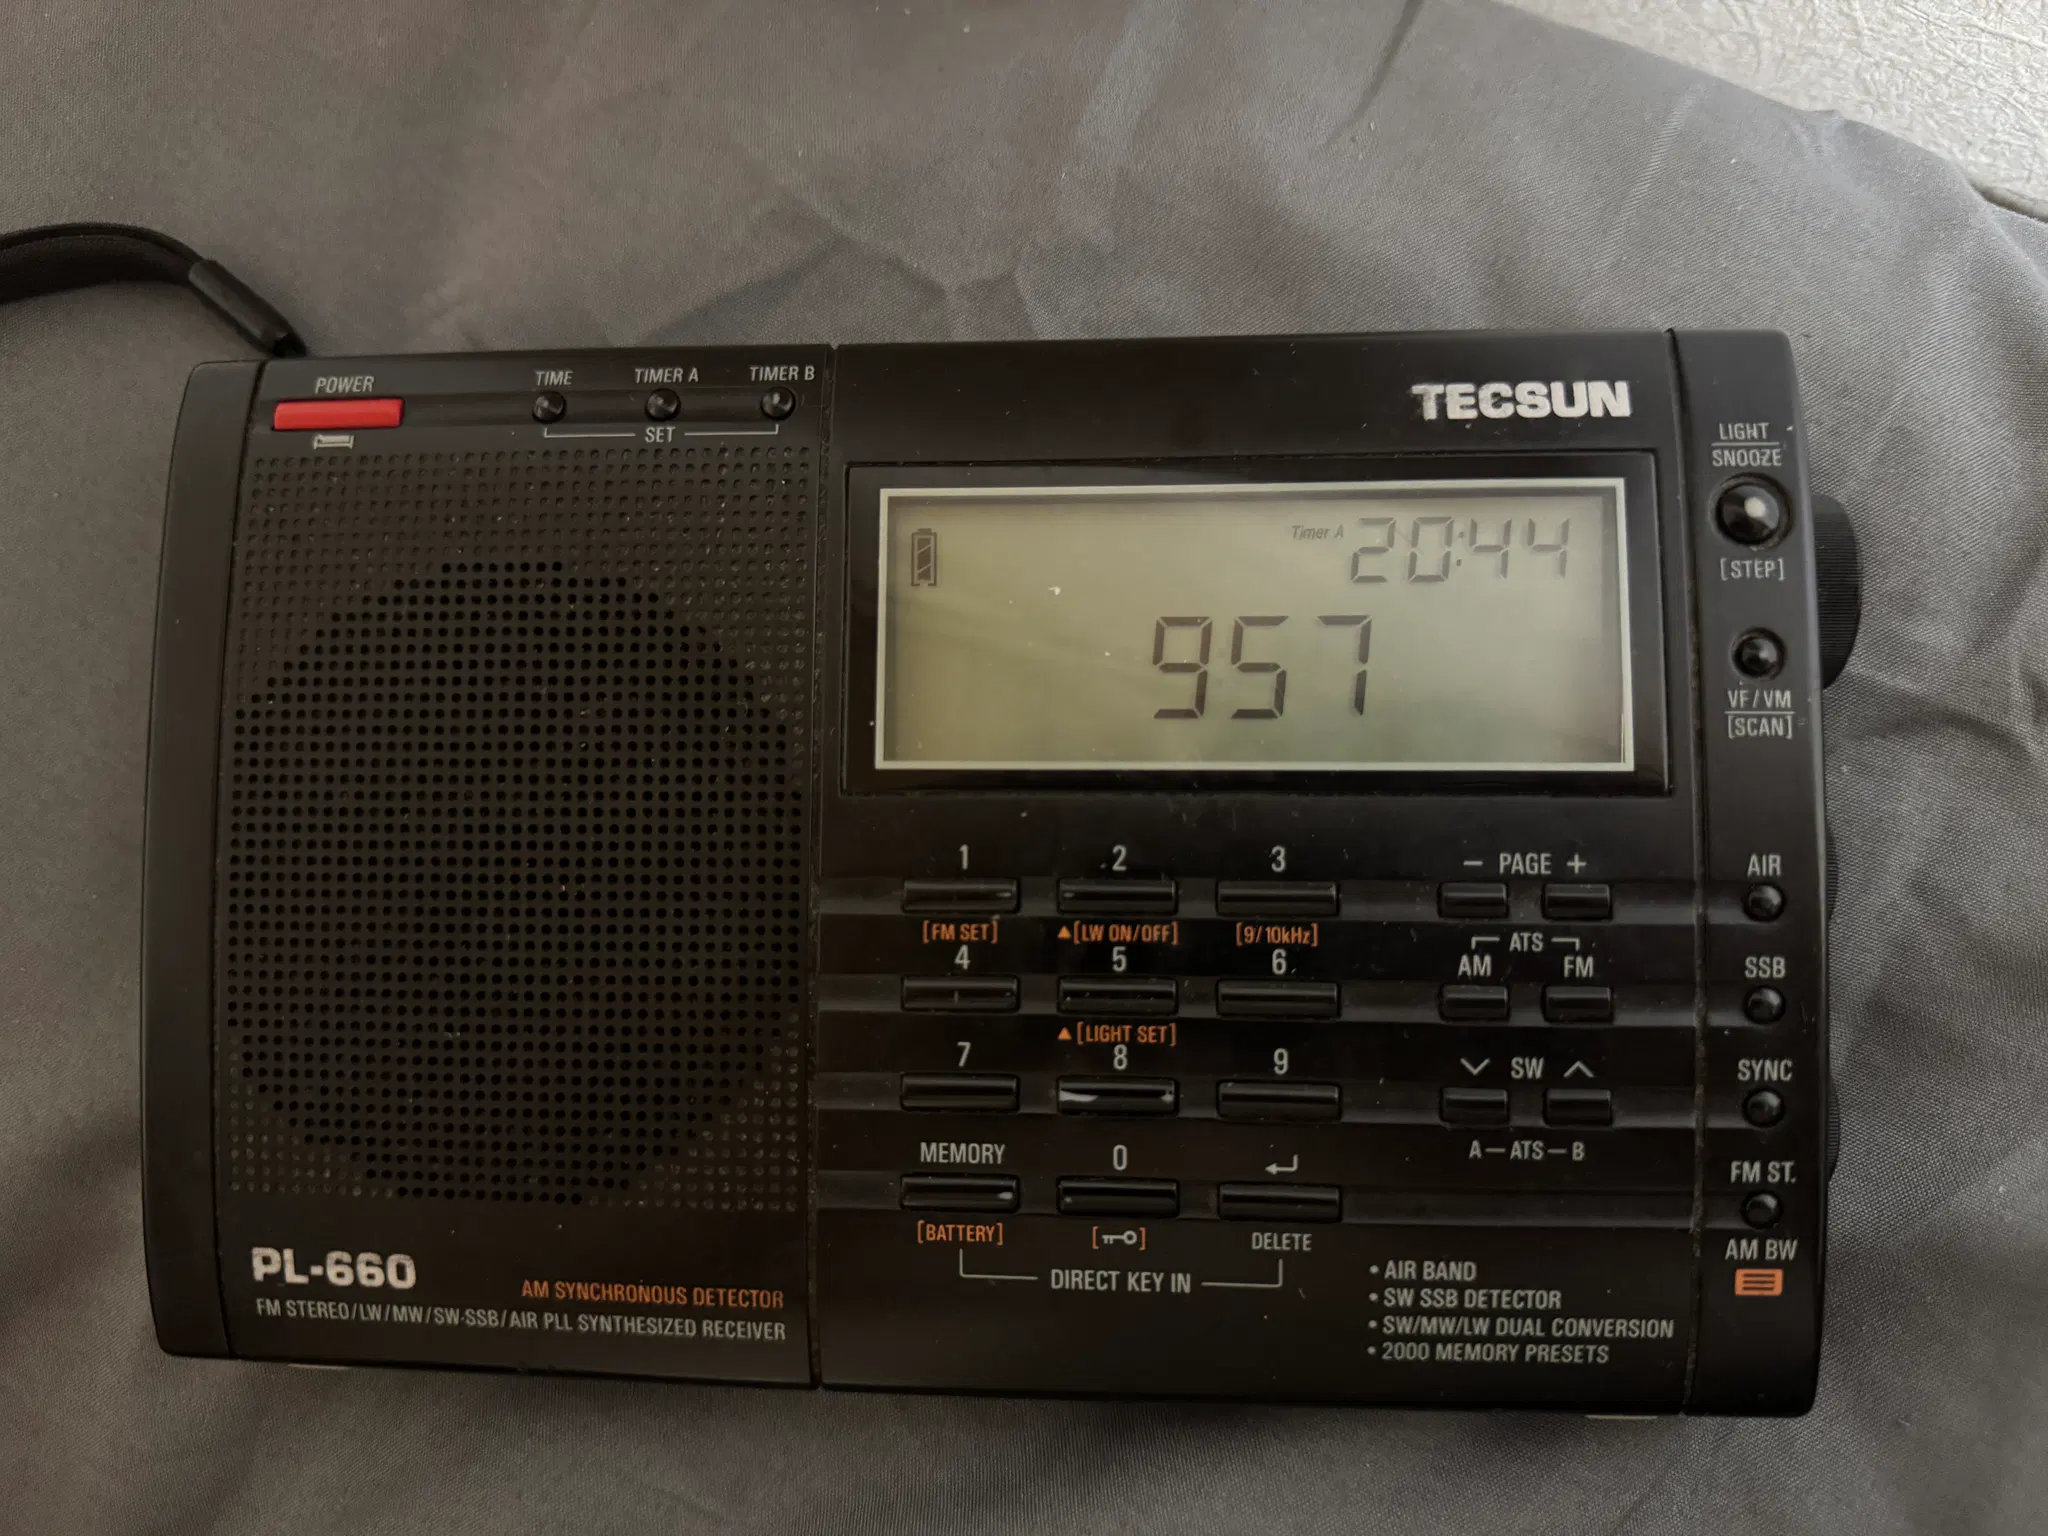 POWER TIME TIMER A TIMER B
SET
TECSUN
LIGHT
SNOOZE
[STEP]
Timer A 20:44
957
VF/VM
[SCAN]
1 2 3 - PAGE + AIR
[FM SET] [LW ON/OFF] [9/10kHz] ATS
4 5 6 AM FM SSB
[LIGHT SET]
7 8 9 SW SYNC
MEMORY 0 A-ATS-B FM ST.
[BATTERY] DELETE AM BW
DIRECT KEY IN
PL-660
AM SYNCHRONOUS DETECTOR
FM STEREO/LW/MW/SW-SSB/AIR PLL SYNTHESIZED RECEIVER
• AIR BAND
• SW SSB DETECTOR
• SW/MW/LW DUAL CONVERSION
• 2000 MEMORY PRESETS